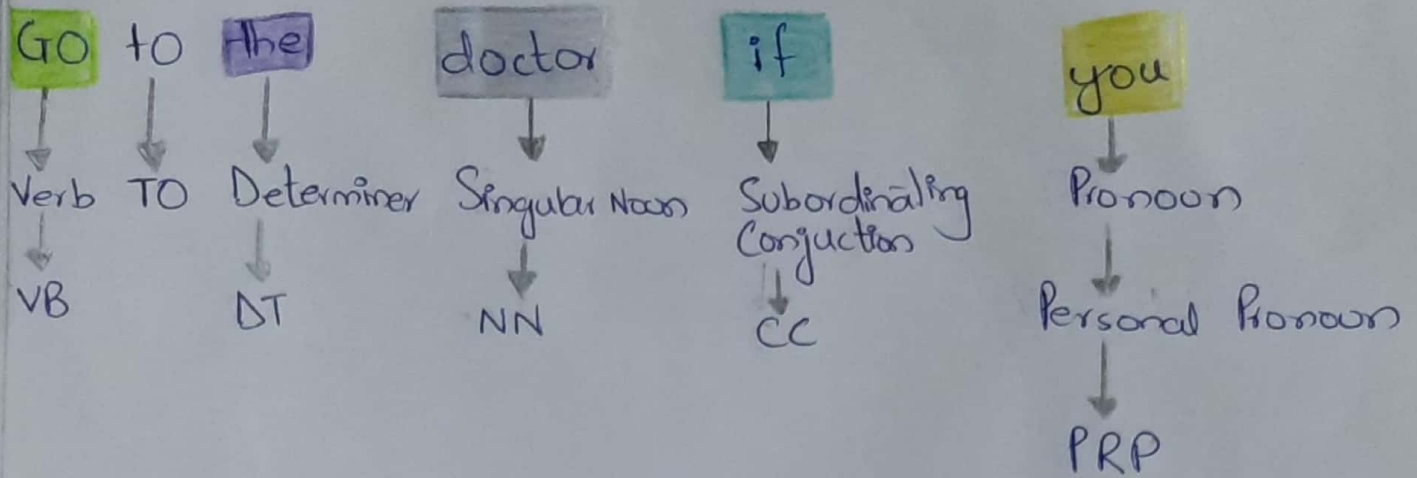 Go to the doctor if you
Verb TO Determiner Singular Noun Subordinating Pronoun
Conjuction
VB DT NN CC Personal Pronoun
PRP